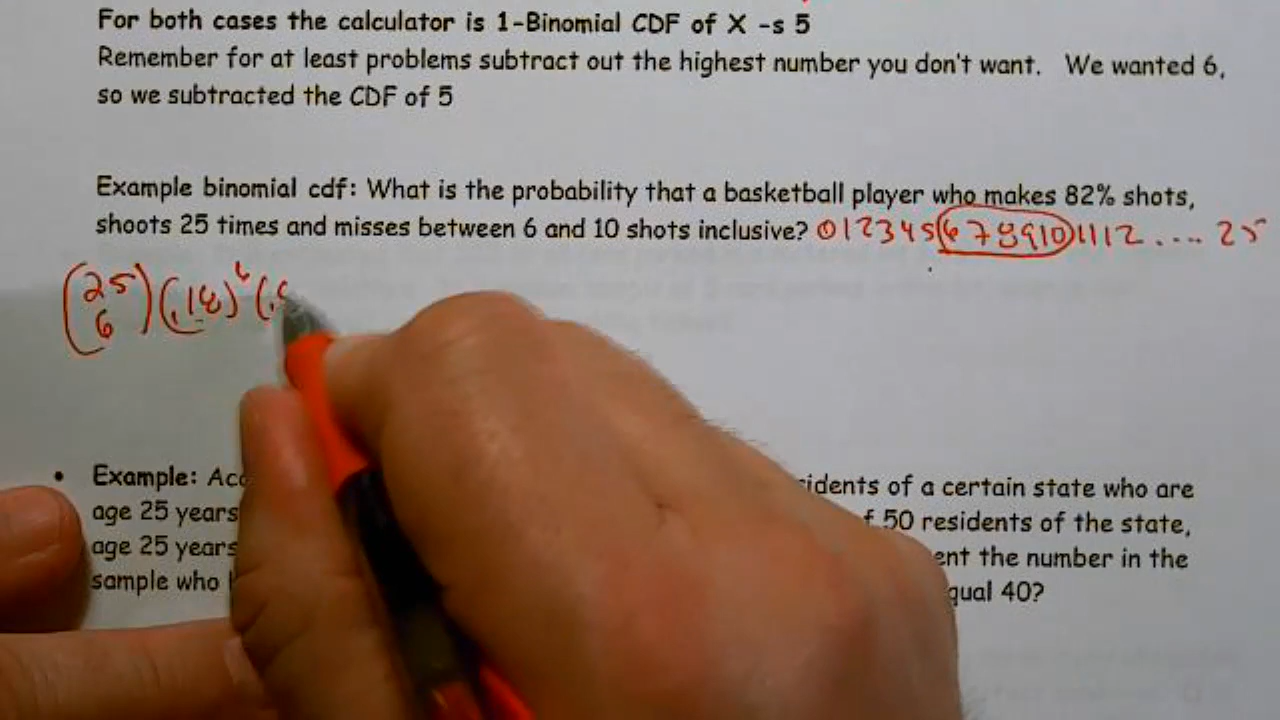 For both cases the calculator is 1-Binomial CDF of X -s 5
Remember for at least problems subtract out the highest number you don't want. We wanted 6,
so we subtracted the CDF of 5
Example binomial cdf: What is the probability that a basketball player who makes 82% shots,
shoots 25 times and misses between 6 and 10 shots inclusive? 0 1 2 3 4 5 6 7 8 9 10 11 12 .... 25
(25 6) (.18)^6 (.8
• Example: Acc
idents of a certain state who are
age 25 years
f 50 residents of the state,
age 25 years
ent the number in the
sample who
qual 40?